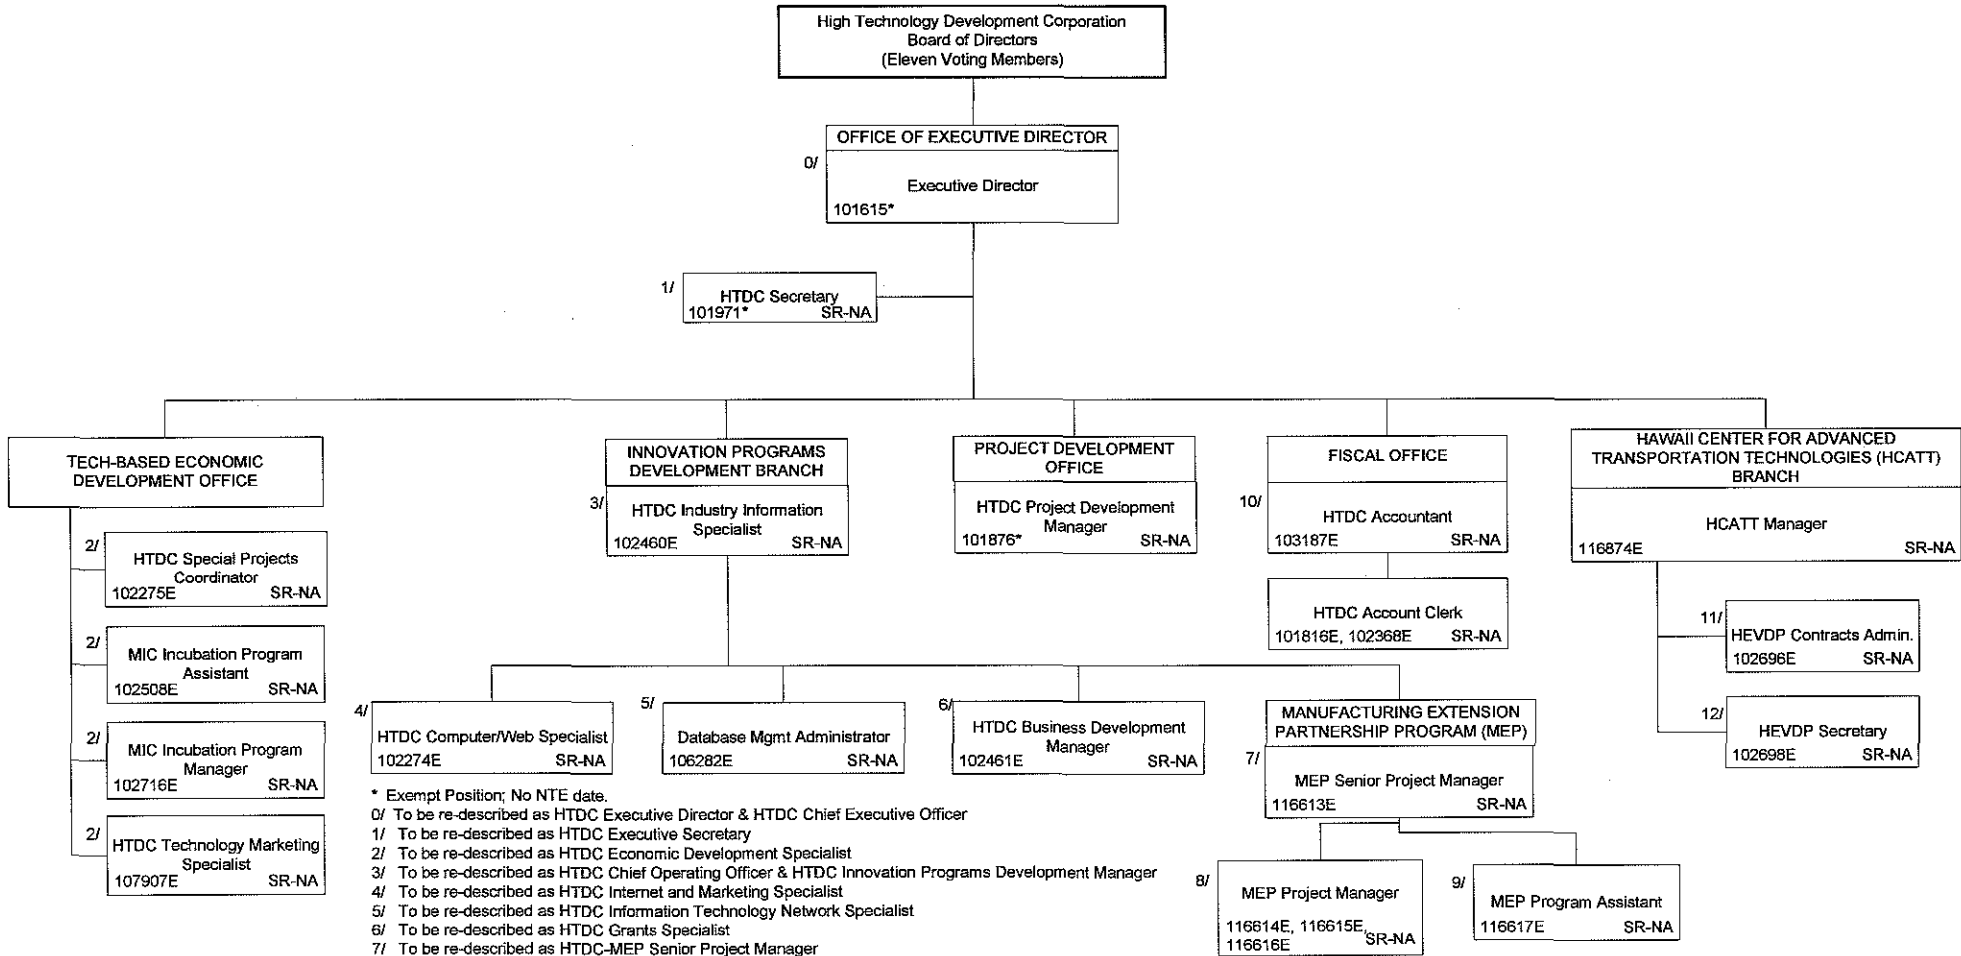 High Technology Development Corporation
Board of Directors
(Eleven Voting Members)
OFFICE OF EXECUTIVE DIRECTOR
0/
Executive Director
101615*
1/
HTDC Secretary
101971* SR-NA
TECH-BASED ECONOMIC
DEVELOPMENT OFFICE
2/
HTDC Special Projects
Coordinator
102275E SR-NA
2/
MIC Incubation Program
Assistant
102508E SR-NA
2/
MIC Incubation Program
Manager
102716E SR-NA
2/
HTDC Technology Marketing
Specialist
107907E SR-NA
INNOVATION PROGRAMS
DEVELOPMENT BRANCH
3/
HTDC Industry Information
Specialist
102460E SR-NA
4/
HTDC Computer/Web Specialist
102274E SR-NA
5/
Database Mgmt Administrator
106282E SR-NA
6/
HTDC Business Development
Manager
102461E SR-NA
MANUFACTURING EXTENSION
PARTNERSHIP PROGRAM (MEP)
7/
MEP Senior Project Manager
116613E SR-NA
8/
MEP Project Manager
116614E, 116615E,
116616E SR-NA
9/
MEP Program Assistant
116617E SR-NA
PROJECT DEVELOPMENT
OFFICE
HTDC Project Development
Manager
101876* SR-NA
FISCAL OFFICE
10/
HTDC Accountant
103187E SR-NA
HTDC Account Clerk
101816E, 102368E SR-NA
HAWAII CENTER FOR ADVANCED
TRANSPORTATION TECHNOLOGIES (HCATT)
BRANCH
HCATT Manager
116874E SR-NA
11/
HEVDP Contracts Admin.
102696E SR-NA
12/
HEVDP Secretary
102698E SR-NA
* Exempt Position; No NTE date.
0/ To be re-described as HTDC Executive Director & HTDC Chief Executive Officer
1/ To be re-described as HTDC Executive Secretary
2/ To be re-described as HTDC Economic Development Specialist
3/ To be re-described as HTDC Chief Operating Officer & HTDC Innovation Programs Development Manager
4/ To be re-described as HTDC Internet and Marketing Specialist
5/ To be re-described as HTDC Information Technology Network Specialist
6/ To be re-described as HTDC Grants Specialist
7/ To be re-described as HTDC-MEP Senior Project Manager